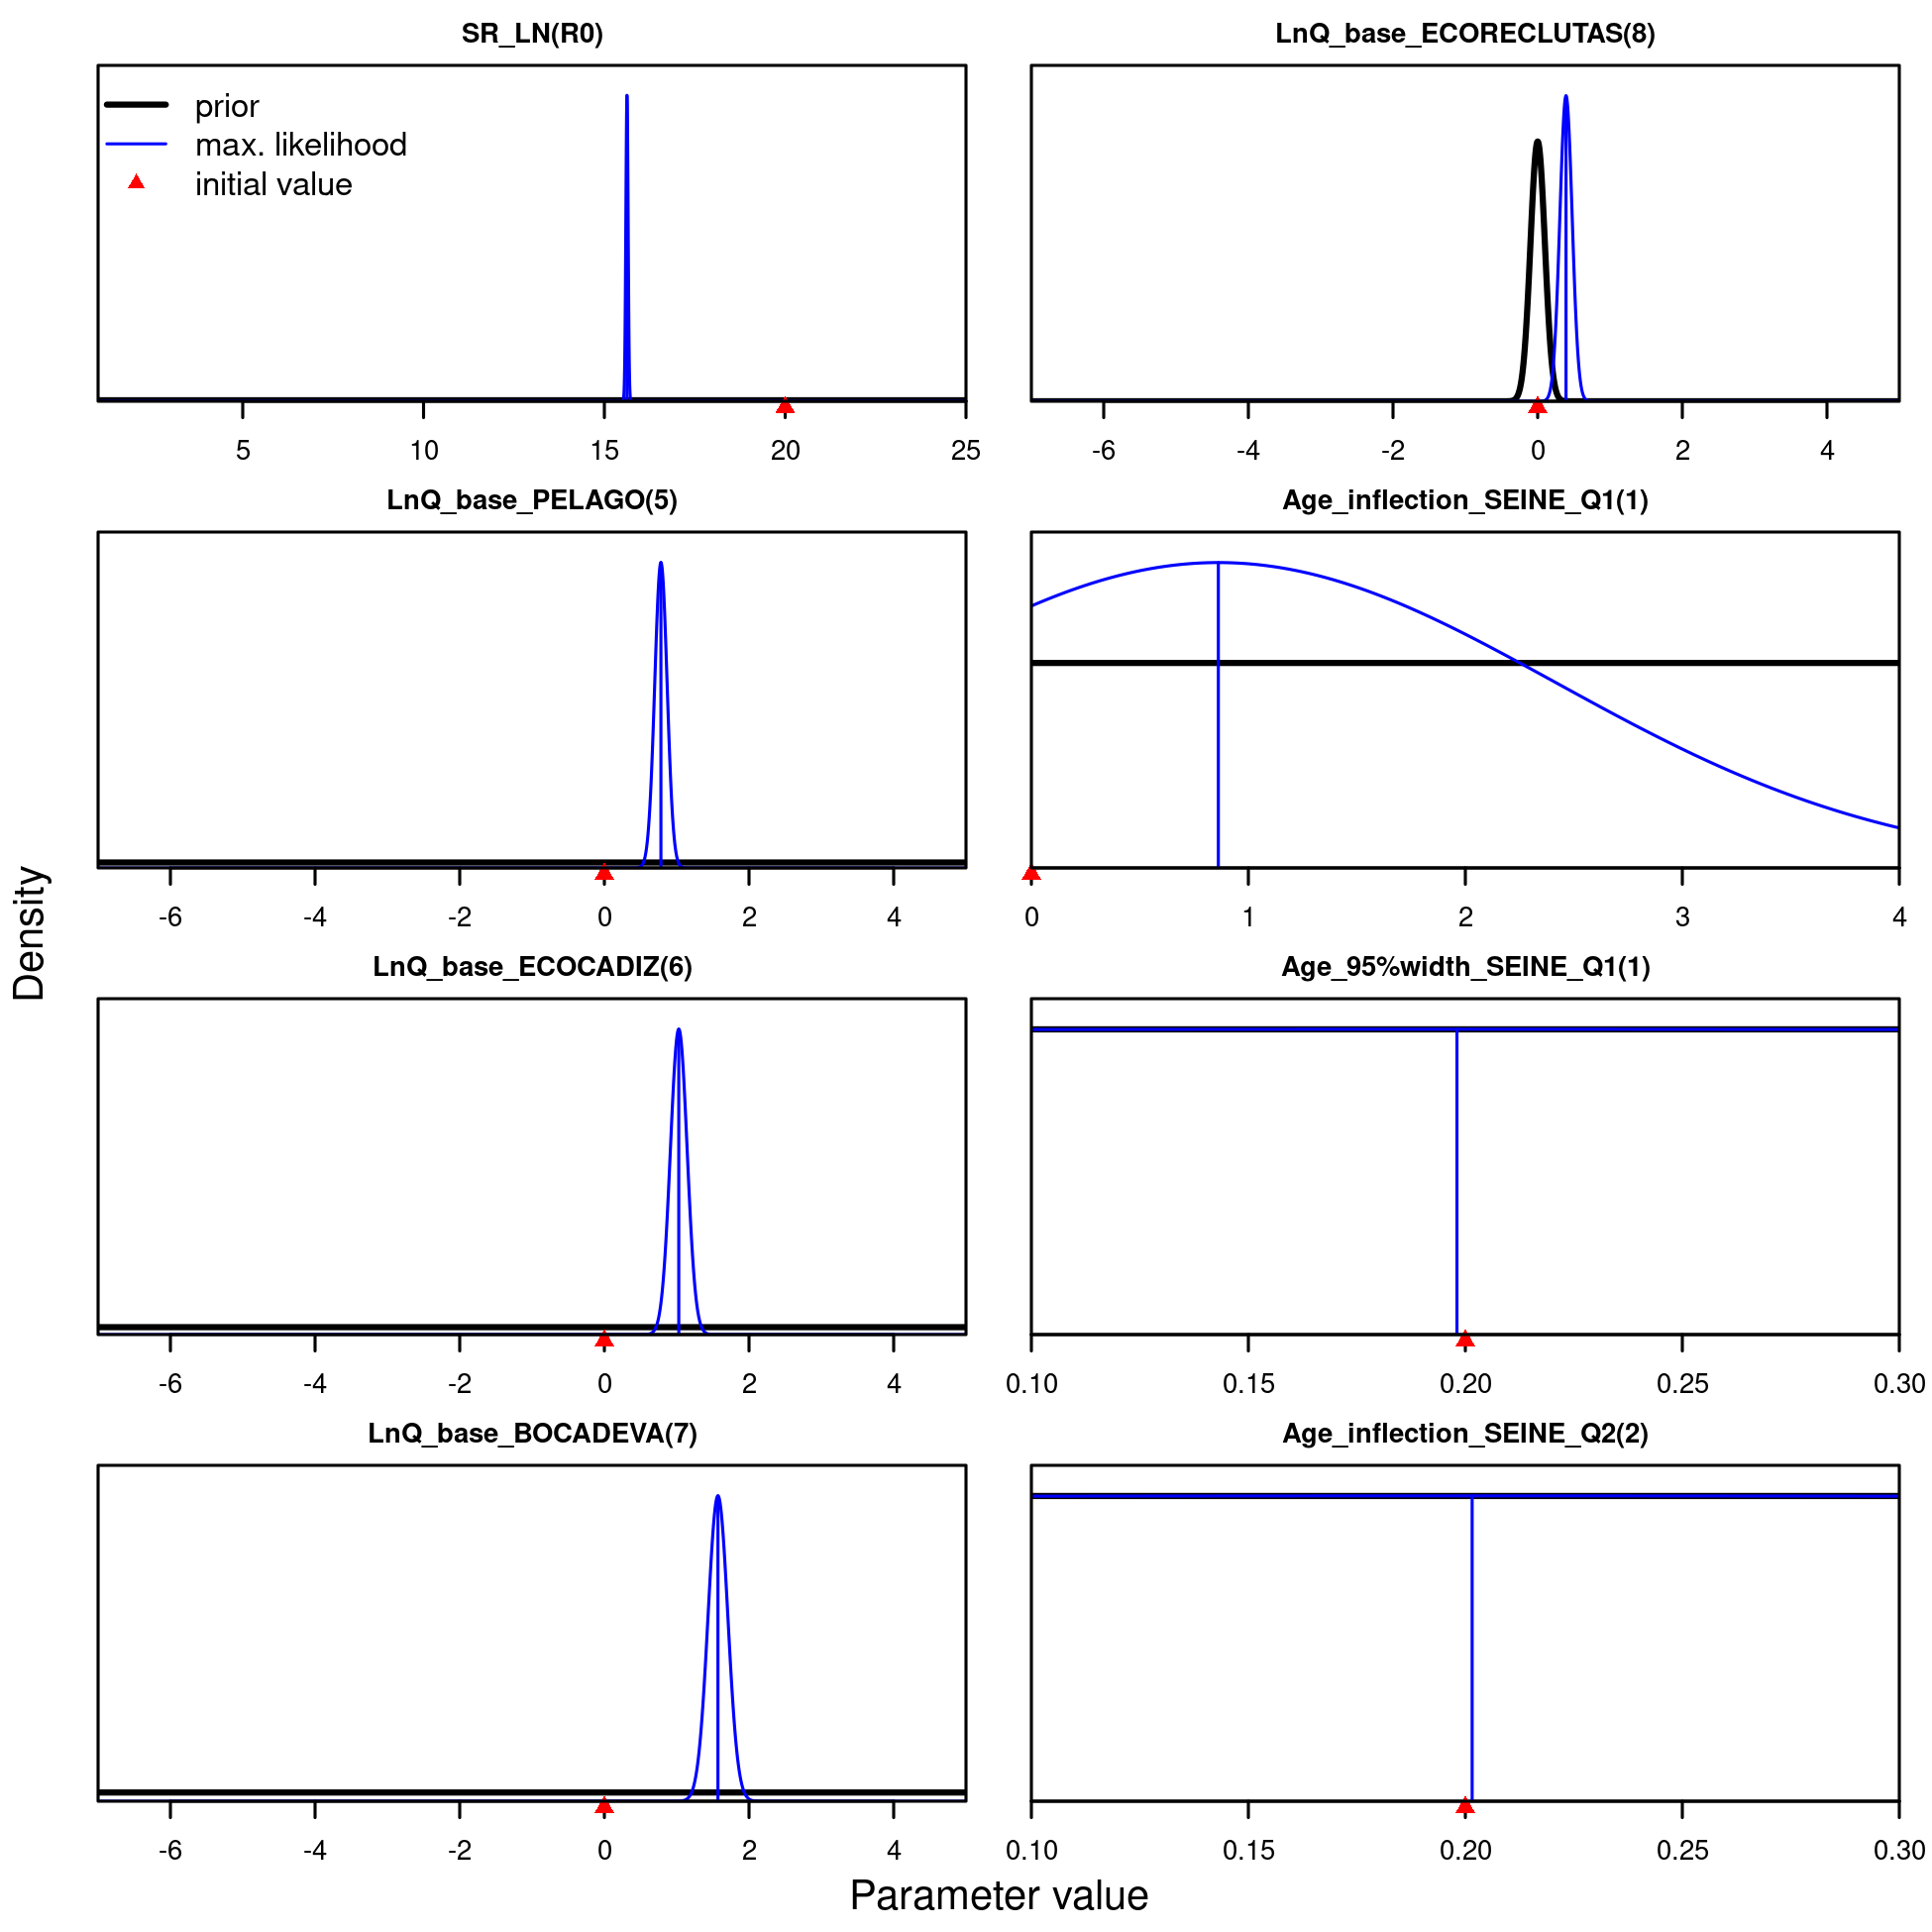 SR_LN(R0)
prior
max. likelihood
initial value
5 10 15 20 25
LnQ_base_ECORECLUTAS(8)
-6 -4 -2 0 2 4
LnQ_base_PELAGO(5)
-6 -4 -2 0 2 4
Age_inflection_SEINE_Q1(1)
0 1 2 3 4
LnQ_base_ECOCADIZ(6)
-6 -4 -2 0 2 4
Age_95%width_SEINE_Q1(1)
0.10 0.15 0.20 0.25 0.30
LnQ_base_BOCADEVA(7)
-6 -4 -2 0 2 4
Age_inflection_SEINE_Q2(2)
0.10 0.15 0.20 0.25 0.30
Density
Parameter value